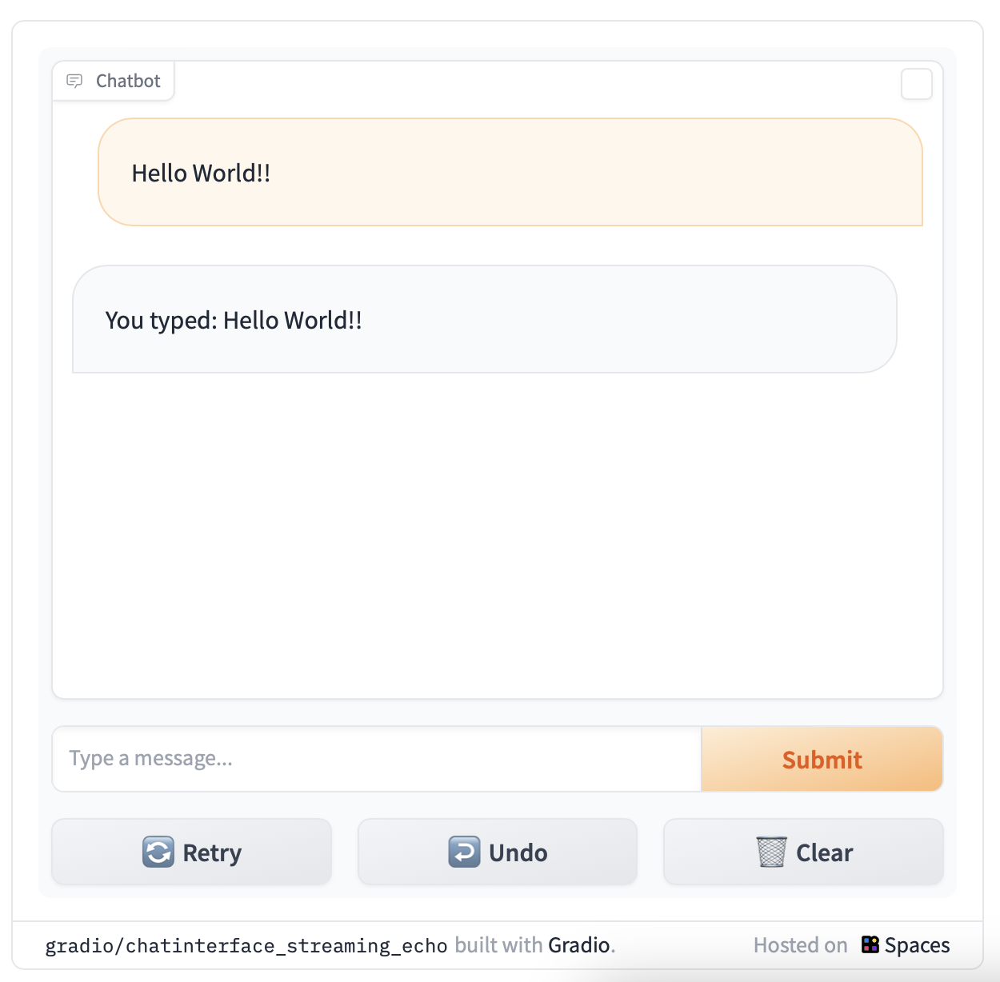 Chatbot
Hello World!!
You typed: Hello World!!
Type a message...
Submit
Retry
Undo
Clear
gradio/chatinterface_streaming_echo built with Gradio. Hosted on Spaces